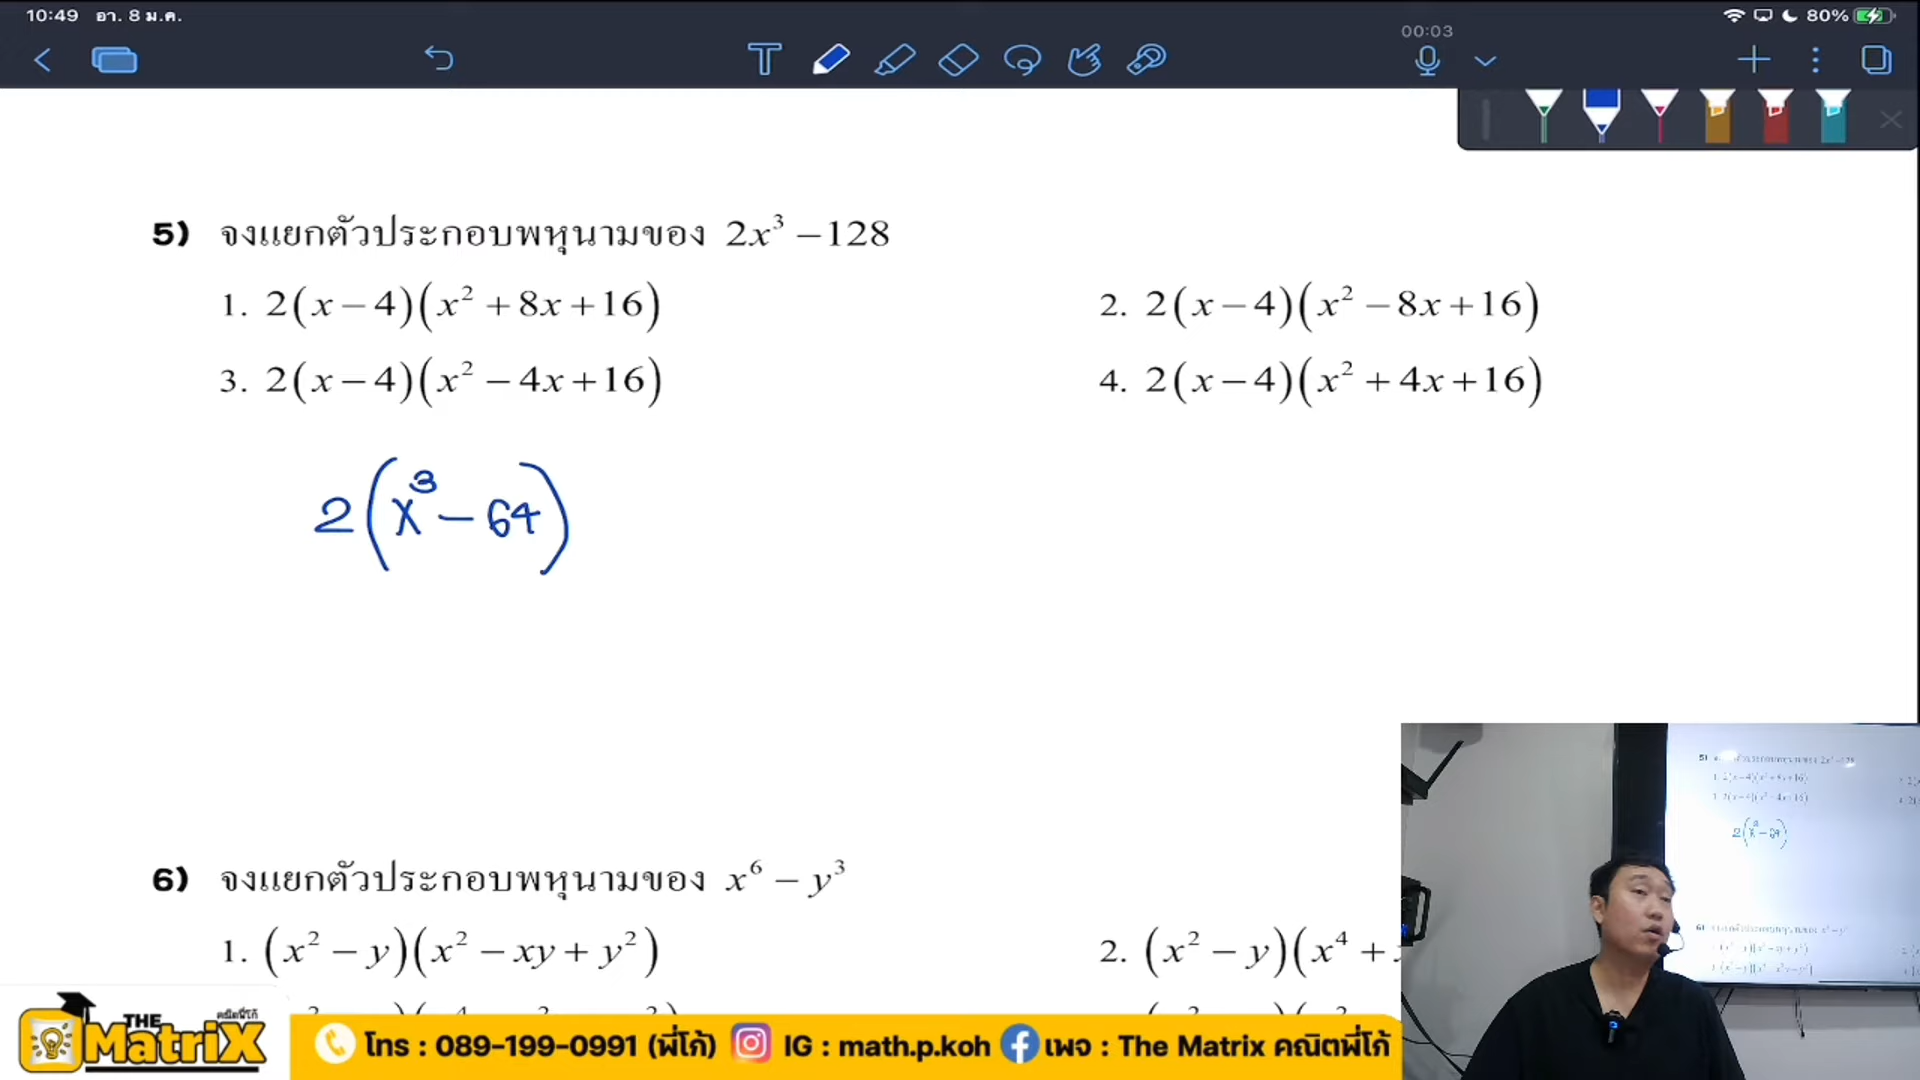 10:49 อา. 8 ม.ค.
80%
00:03
5) จงแยกตัวประกอบพหุนามของ 2x³ – 128
1. 2(x – 4)(x² + 8x + 16)
2. 2(x – 4)(x² – 8x + 16)
3. 2(x – 4)(x² – 4x + 16)
4. 2(x – 4)(x² + 4x + 16)
2(x³ – 64)
6) จงแยกตัวประกอบพหุนามของ x⁶ – y³
1. (x² – y)(x² – xy + y²)
2. (x² – y)(x⁴ +
THE MatriX คณิตพี่โก้
โทร : 089-199-0991 (พี่โก้) IG : math.p.koh เพจ : The Matrix คณิตพี่โก้